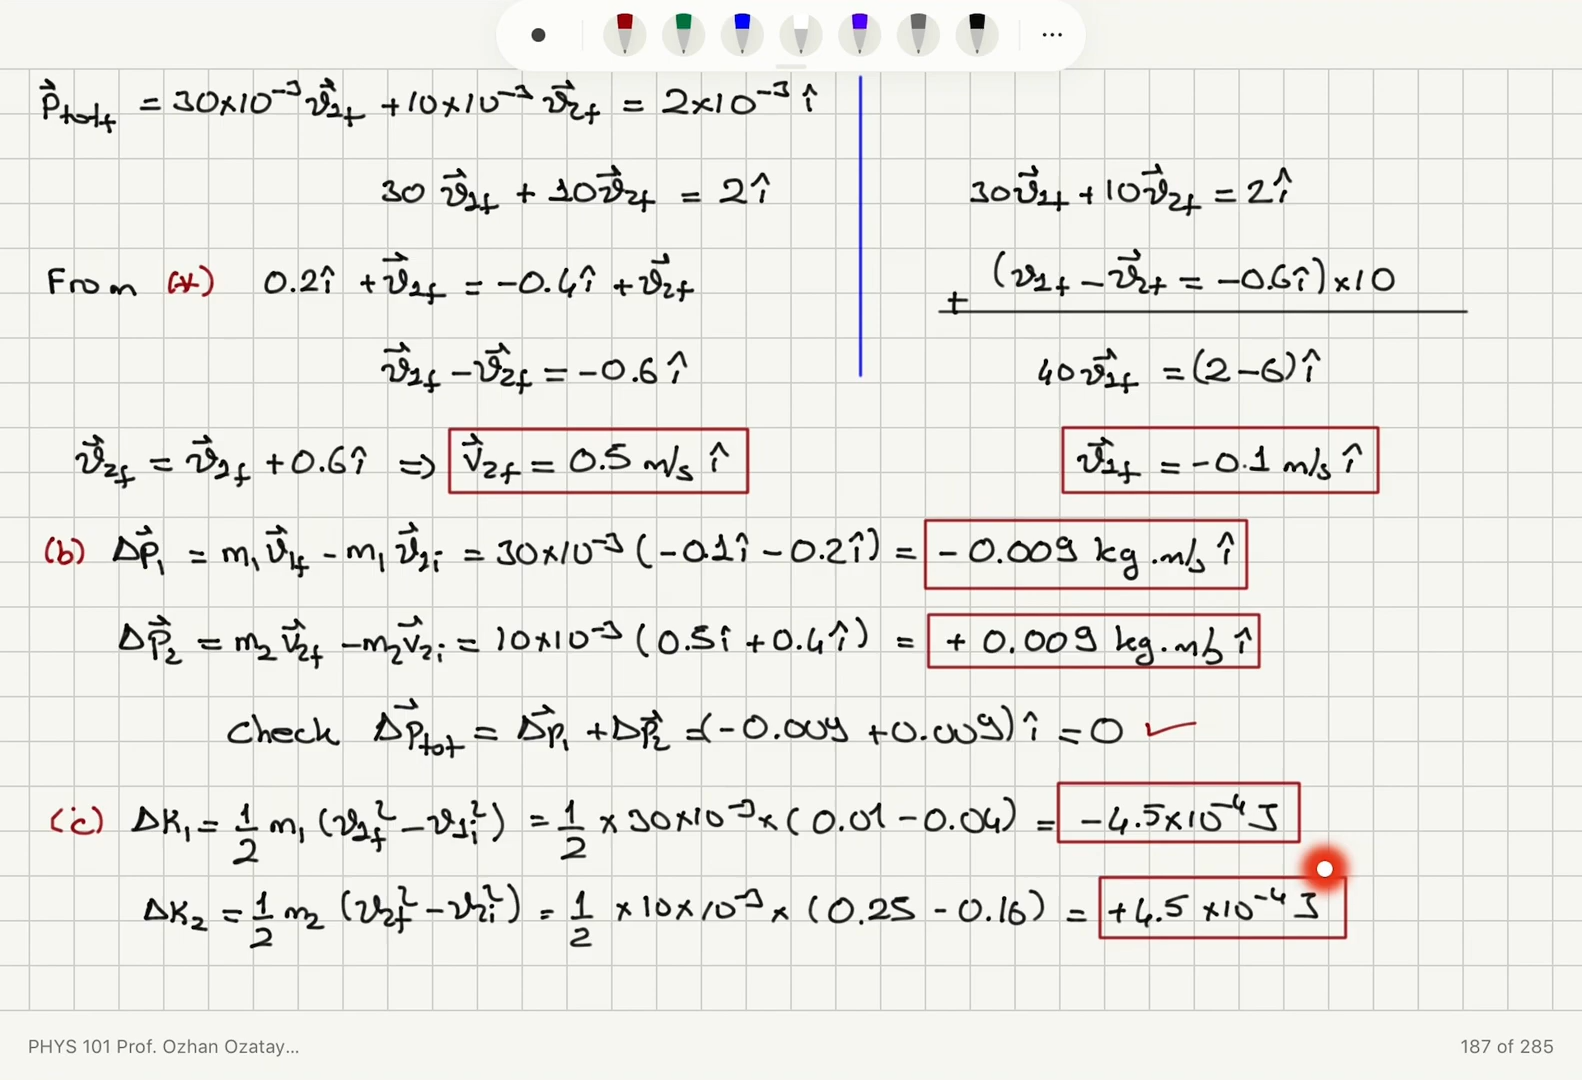 p⃗totf = 30×10⁻³ v⃗1f + 10×10⁻³ v⃗2f = 2×10⁻³ î
30 v⃗1f + 10 v⃗2f = 2 î
From (*) 0.2î + v⃗1f = -0.4î + v⃗2f
v⃗1f - v⃗2f = -0.6 î
30v⃗1f + 10v⃗2f = 2î
(v1f - v⃗2f = -0.6î)×10
+
40v⃗1f = (2-6)î
v⃗2f = v⃗1f + 0.6î ⇒ v⃗2f = 0.5 m/s î
v⃗1f = -0.1 m/s î
(b) Δp⃗₁ = m₁v⃗1f - m₁v⃗1i = 30×10⁻³ (-0.1î - 0.2î) = -0.009 kg.m/s î
Δp⃗₂ = m₂v⃗2f - m₂v⃗2i = 10×10⁻³ (0.5î + 0.4î) = +0.009 kg.m/s î
Check Δp⃗tot = Δp⃗₁ + Δp⃗₂ = (-0.009 + 0.009) î = 0 ✓
(c) ΔK₁ = 1/2 m₁ (v1f² - v1i²) = 1/2 × 30×10⁻³ × (0.01 - 0.04) = -4.5×10⁻⁴ J
ΔK₂ = 1/2 m₂ (v2f² - v2i²) = 1/2 × 10×10⁻³ × (0.25 - 0.16) = +4.5×10⁻⁴ J
PHYS 101 Prof. Ozhan Ozatay...
187 of 285